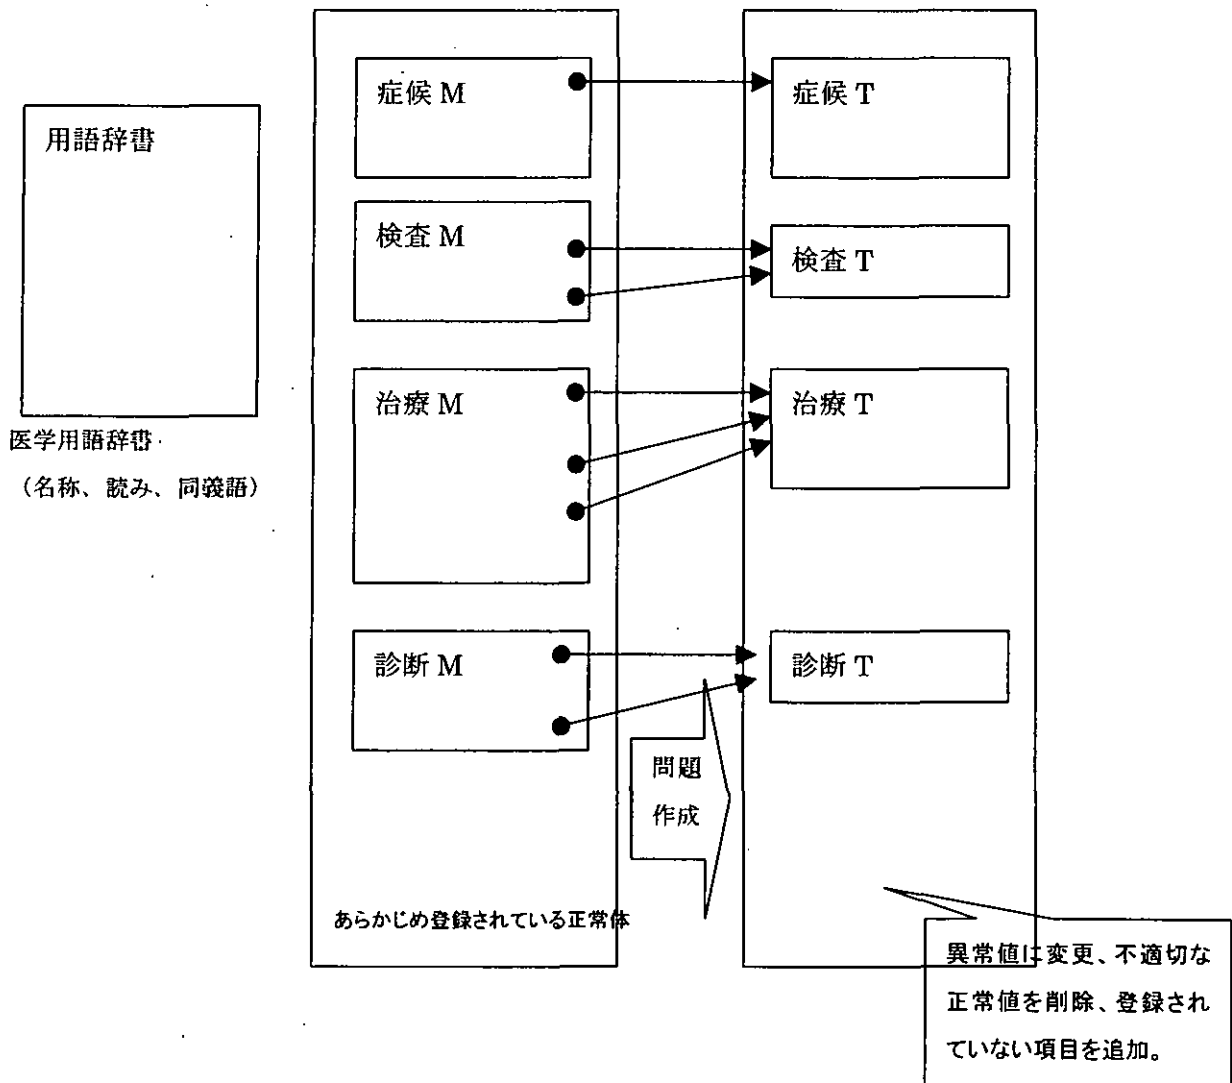 用語辞書
医学用語辞書
(名称、読み、同義語)
症候 M
検査 M
治療 M
診断 M
あらかじめ登録されている正常体
問題
作成
症候 T
検査 T
治療 T
診断 T
異常値に変更、不適切な
正常値を削除、登録され
ていない項目を追加。